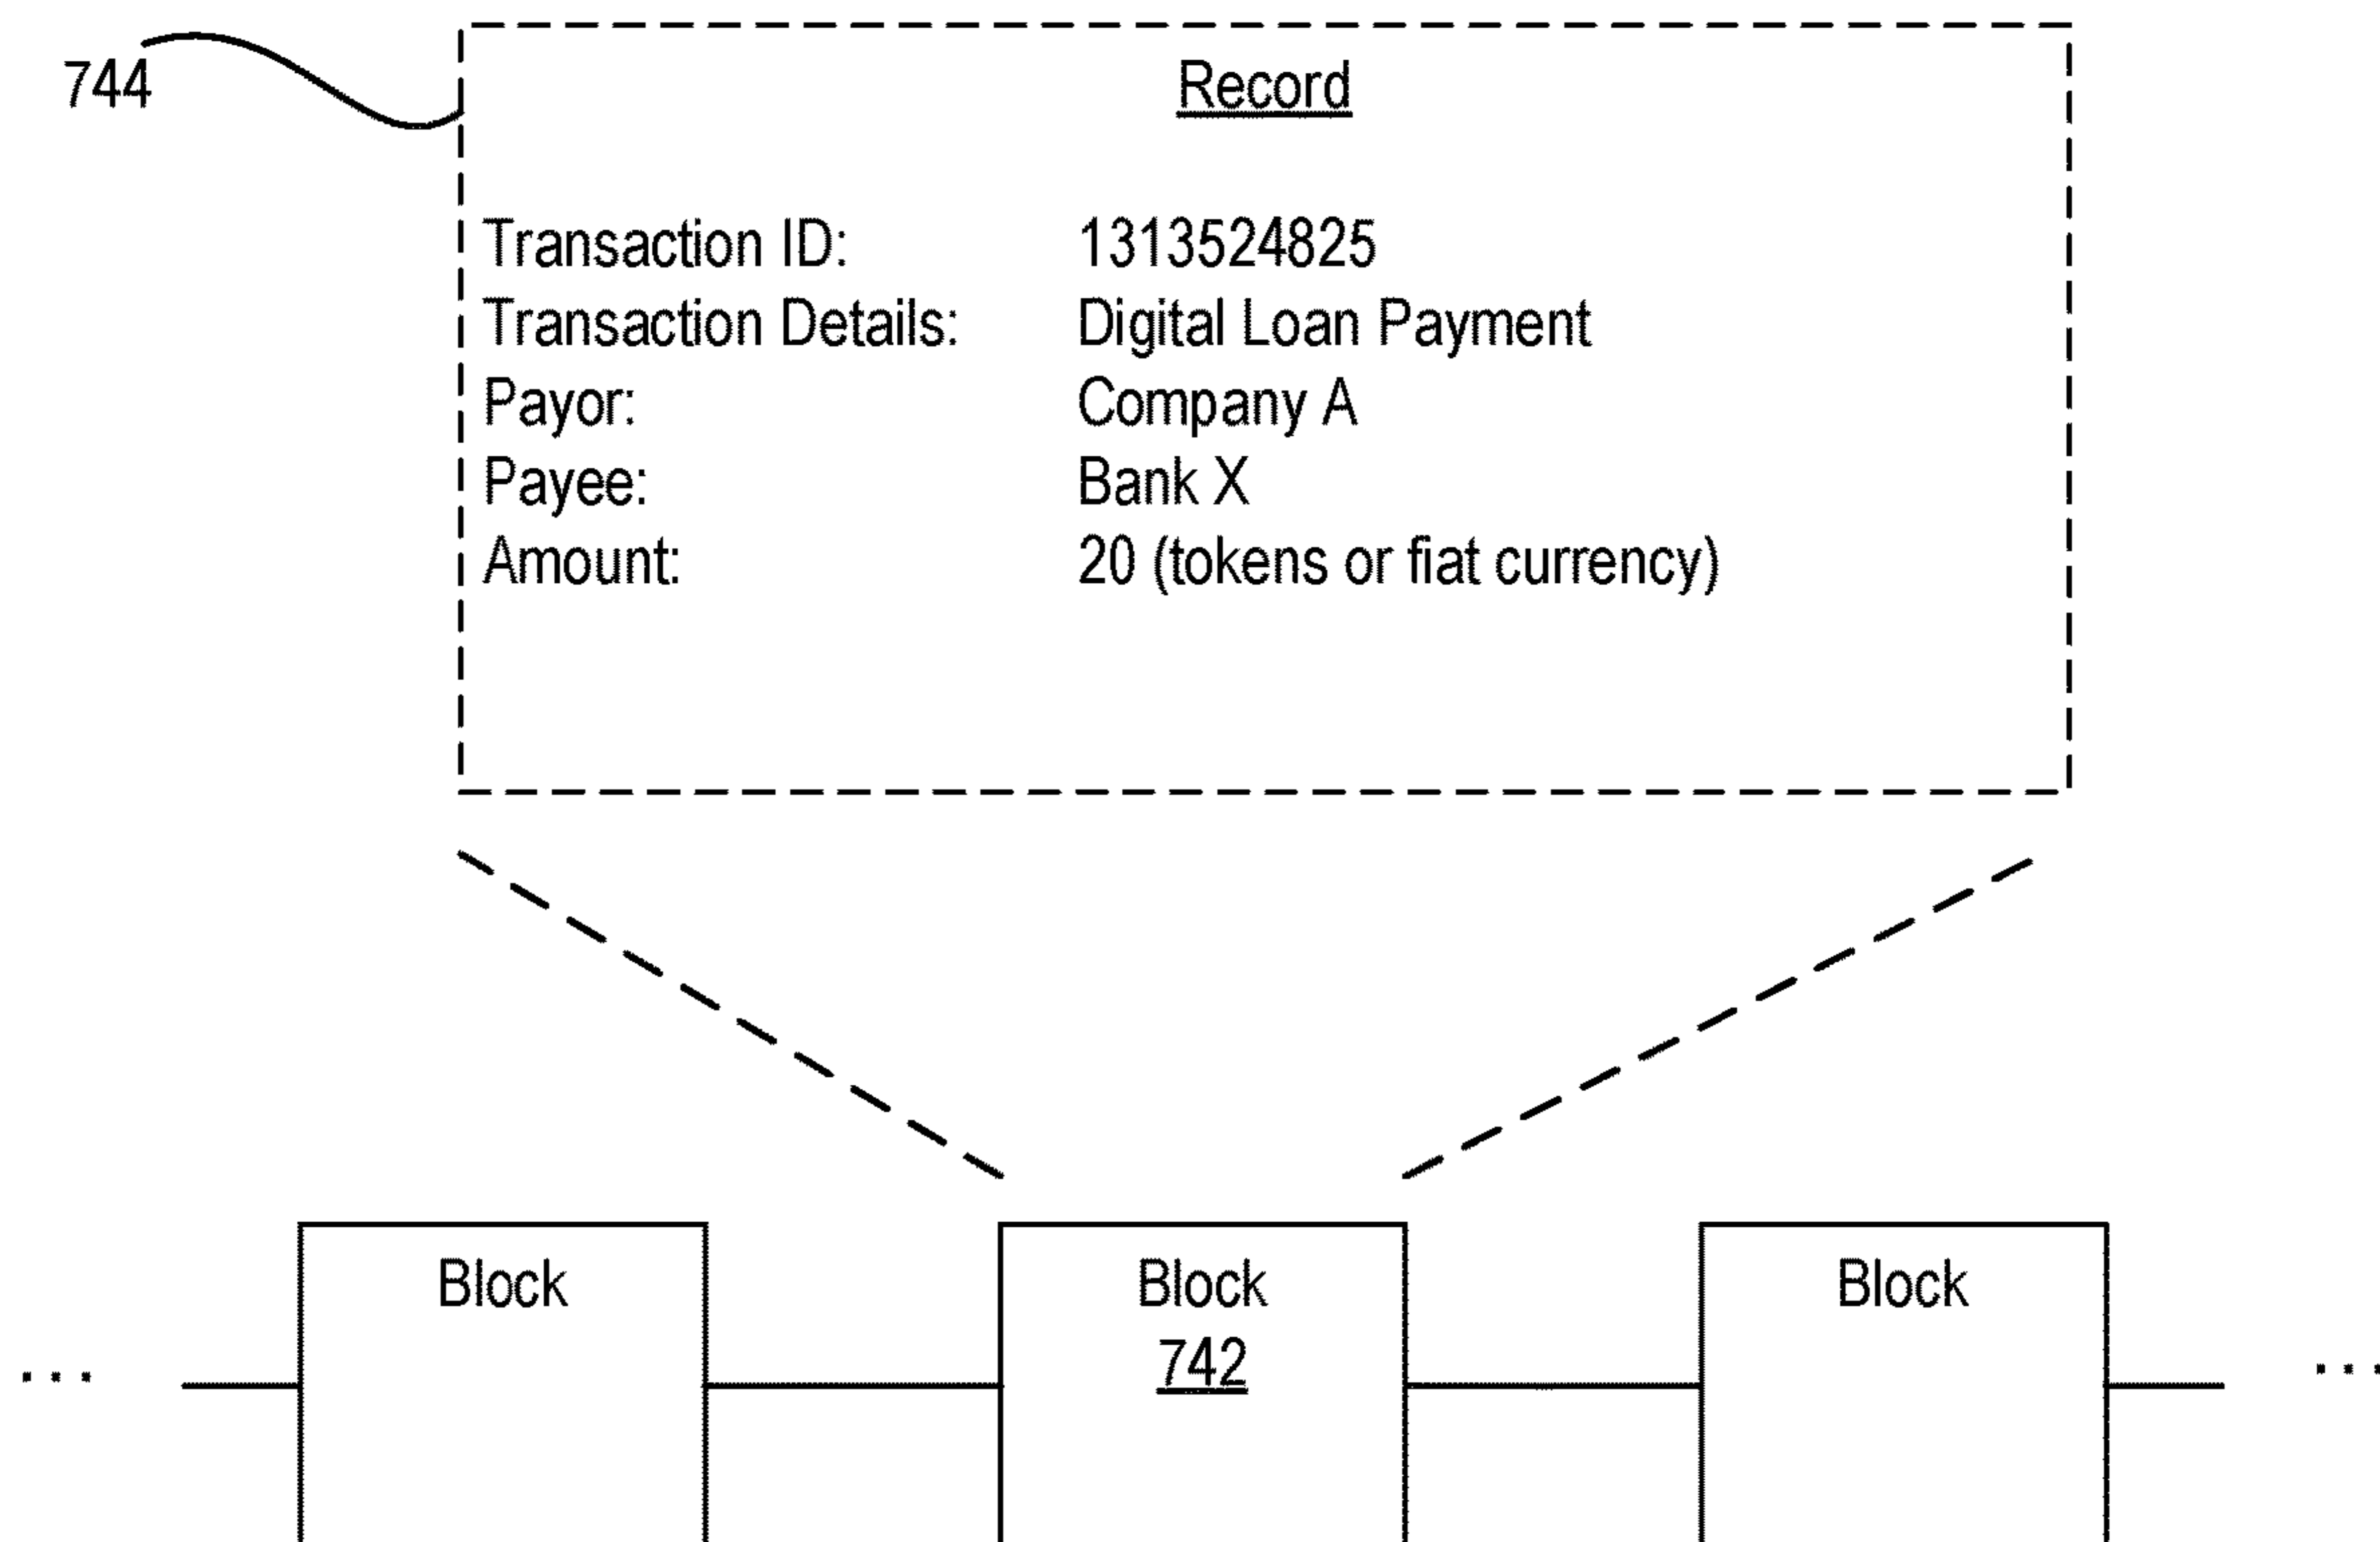 744
Record
Transaction ID: 1313524825
Transaction Details: Digital Loan Payment
Payor: Company A
Payee: Bank X
Amount: 20 (tokens or fiat currency)
Block Block Block
742
... ...